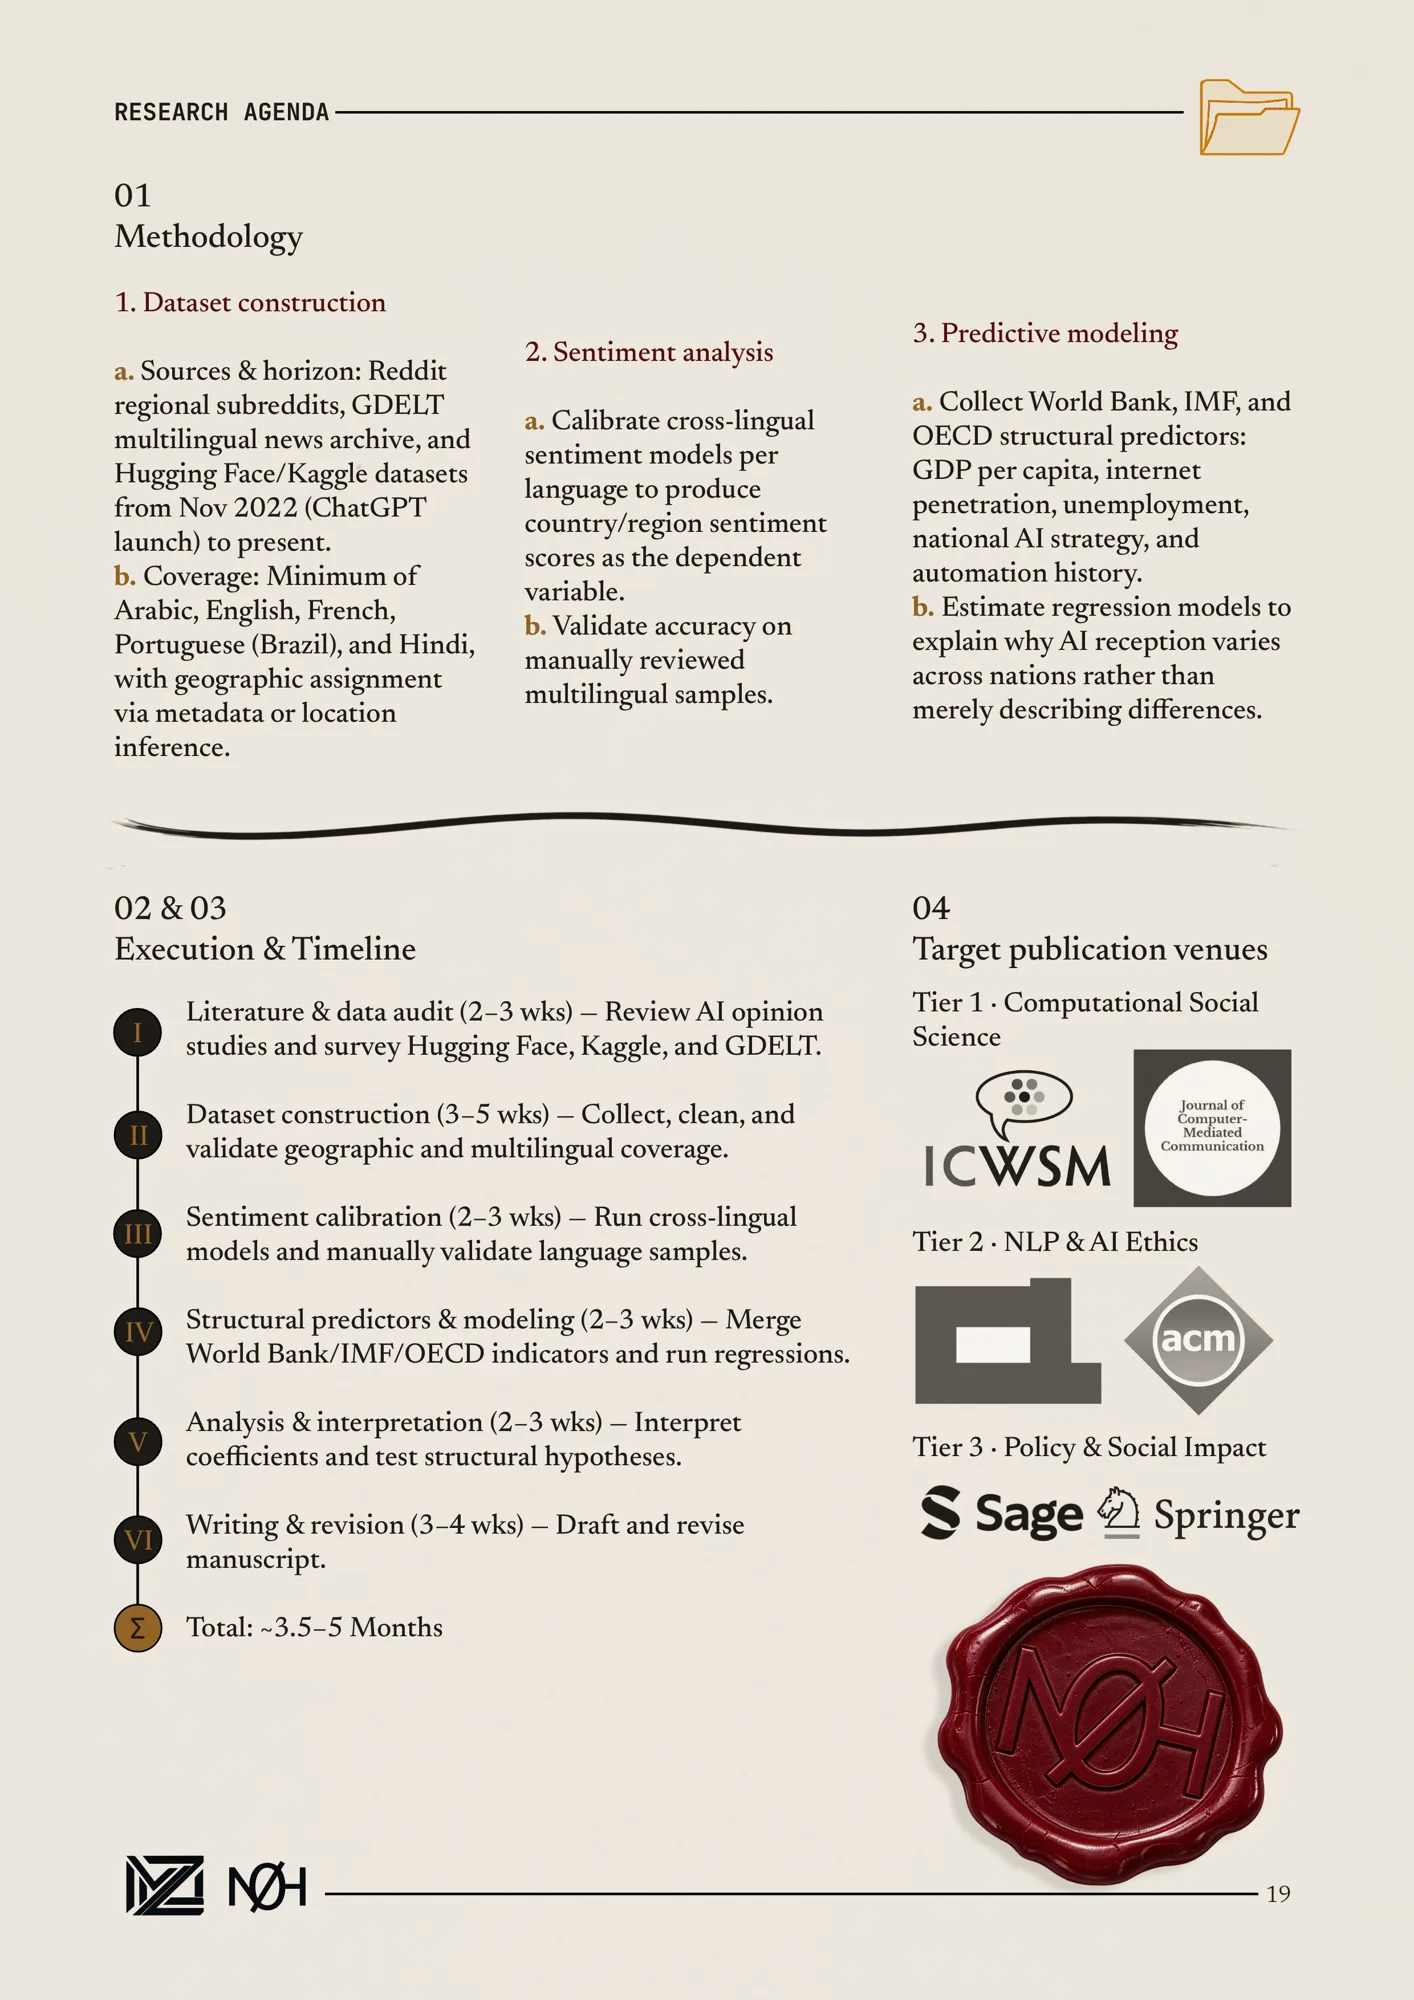 RESEARCH AGENDA
01
Methodology
1. Dataset construction
a. Sources & horizon: Reddit
regional subreddits, GDELT
multilingual news archive, and
Hugging Face/Kaggle datasets
from Nov 2022 (ChatGPT
launch) to present.
b. Coverage: Minimum of
Arabic, English, French,
Portuguese (Brazil), and Hindi,
with geographic assignment
via metadata or location
inference.
2. Sentiment analysis
a. Calibrate cross-lingual
sentiment models per
language to produce
country/region sentiment
scores as the dependent
variable.
b. Validate accuracy on
manually reviewed
multilingual samples.
3. Predictive modeling
a. Collect World Bank, IMF, and
OECD structural predictors:
GDP per capita, internet
penetration, unemployment,
national AI strategy, and
automation history.
b. Estimate regression models to
explain why AI reception varies
across nations rather than
merely describing differences.
02 & 03
Execution & Timeline
I
Literature & data audit (2–3 wks) — Review AI opinion
studies and survey Hugging Face, Kaggle, and GDELT.
II
Dataset construction (3–5 wks) — Collect, clean, and
validate geographic and multilingual coverage.
III
Sentiment calibration (2–3 wks) — Run cross-lingual
models and manually validate language samples.
IV
Structural predictors & modeling (2–3 wks) — Merge
World Bank/IMF/OECD indicators and run regressions.
V
Analysis & interpretation (2–3 wks) — Interpret
coefficients and test structural hypotheses.
VI
Writing & revision (3–4 wks) — Draft and revise
manuscript.
Σ
Total: ~3.5–5 Months
04
Target publication venues
Tier 1 · Computational Social
Science
ICWSM
Journal of
Computer-
Mediated
Communication
Tier 2 · NLP & AI Ethics
acm
Tier 3 · Policy & Social Impact
Sage
Springer
NØH
NØH
19